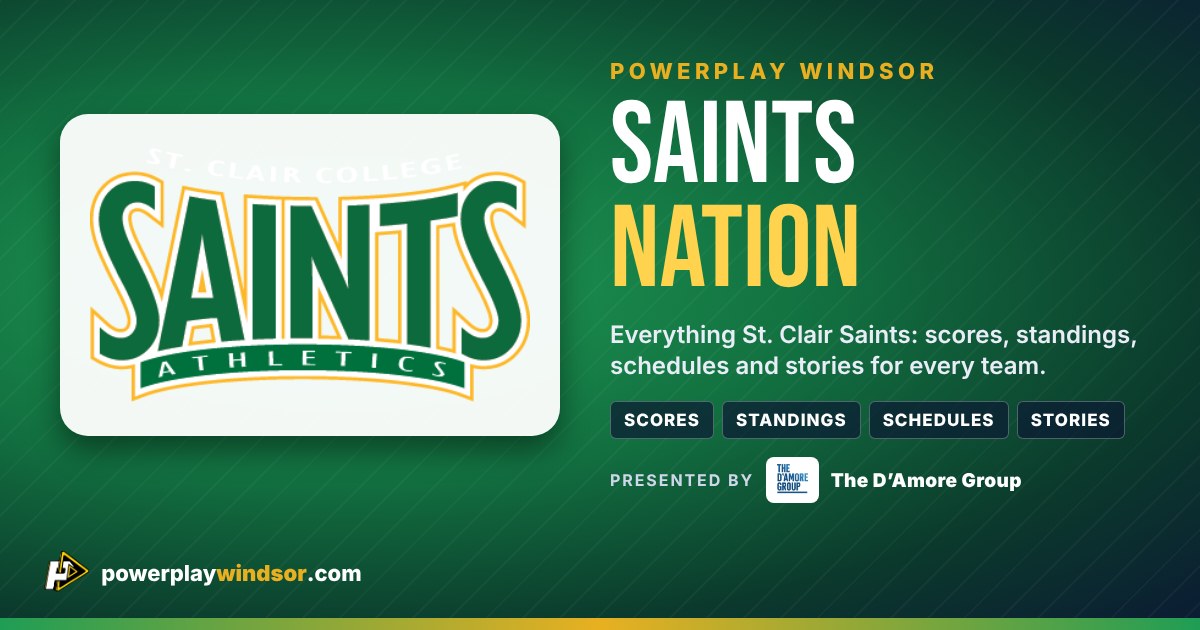 ST. CLAIR COLLEGE
SAINTS
ATHLETICS
POWERPLAY WINDSOR
SAINTS
NATION
Everything St. Clair Saints: scores, standings,
schedules and stories for every team.
SCORES STANDINGS SCHEDULES STORIES
PRESENTED BY THE D'AMORE GROUP The D’Amore Group
powerplaywindsor.com